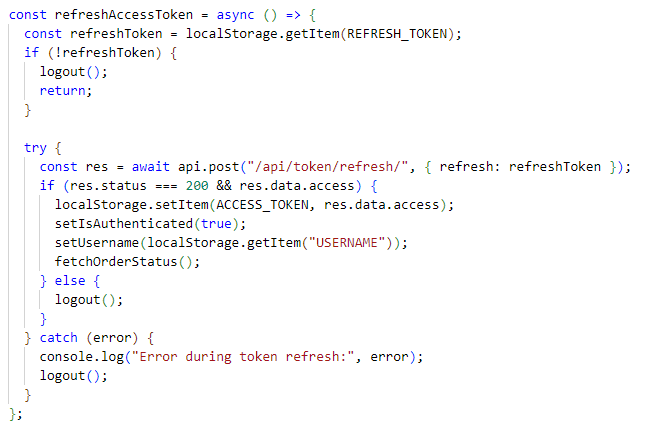 const refreshAccessToken = async () => {
  const refreshToken = localStorage.getItem(REFRESH_TOKEN);
  if (!refreshToken) {
    logout();
    return;
  }

  try {
    const res = await api.post("/api/token/refresh/", { refresh: refreshToken });
    if (res.status === 200 && res.data.access) {
      localStorage.setItem(ACCESS_TOKEN, res.data.access);
      setIsAuthenticated(true);
      setUsername(localStorage.getItem("USERNAME"));
      fetchOrderStatus();
    } else {
      logout();
    }
  } catch (error) {
    console.log("Error during token refresh:", error);
    logout();
  }
};